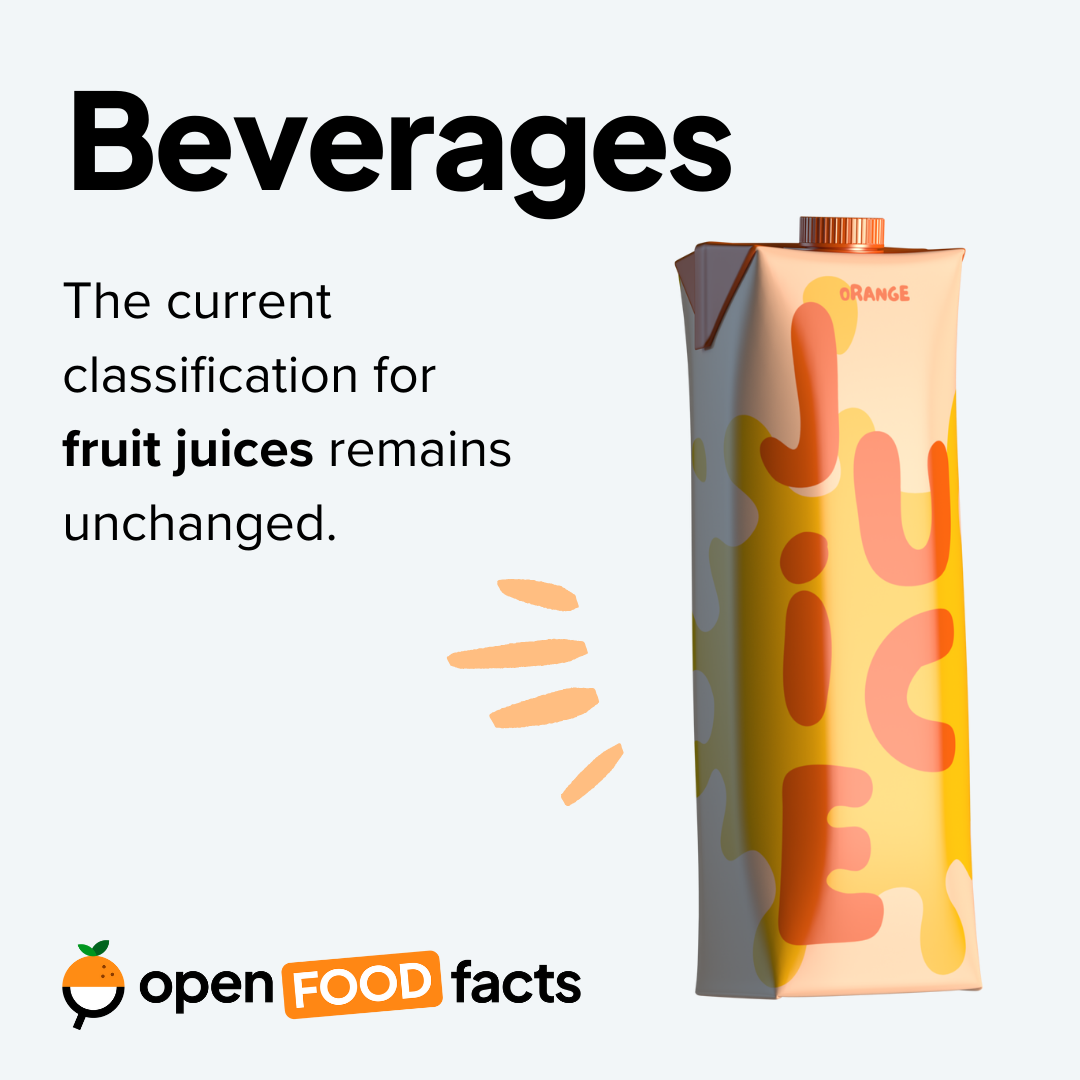 Beverages
The current
classification for
fruit juices remains
unchanged.
ORANGE
JUICE
open FOOD facts